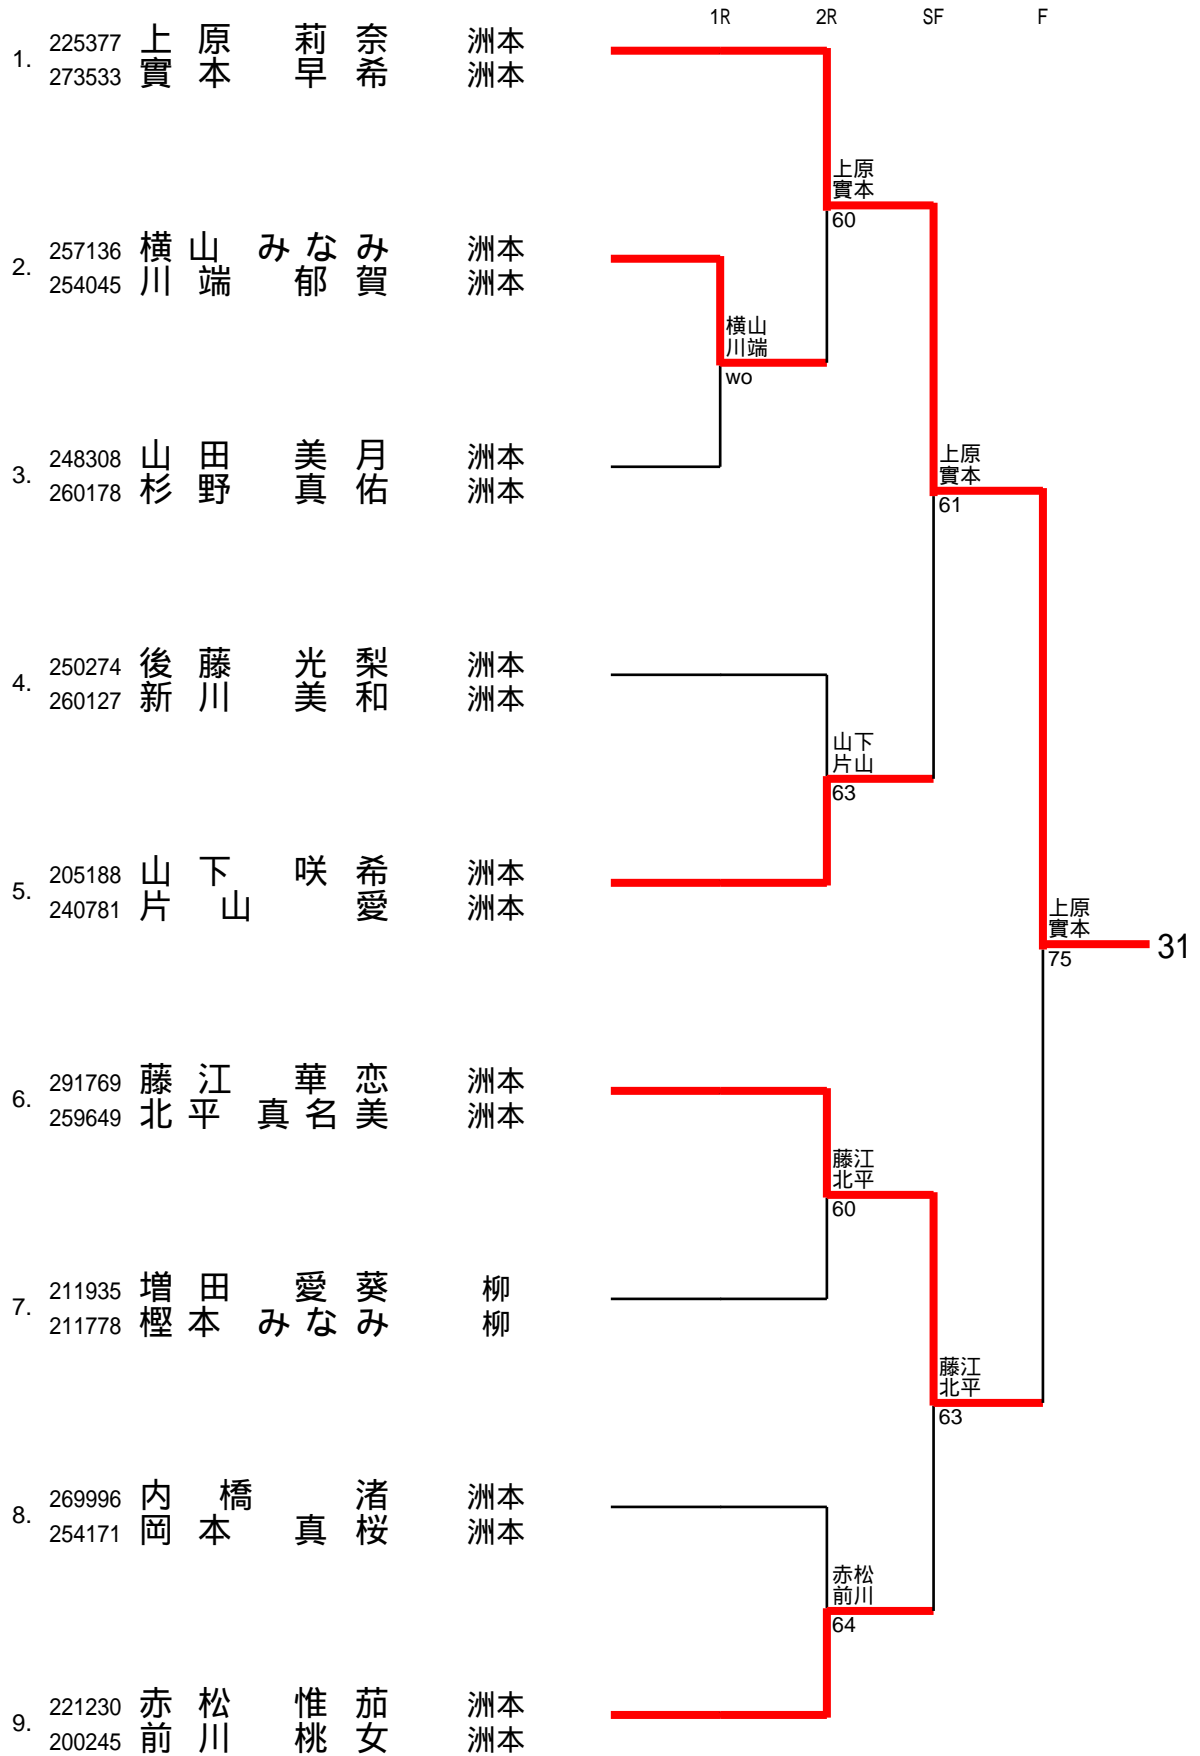 1R 2R SF F
1. 225377 上原 莉奈 洲本
273533 實本 早希 洲本
上原
實本
60
2. 257136 横山 みなみ 洲本
254045 川端 郁賀 洲本
横山
川端
wo
3. 248308 山田 美月 洲本
260178 杉野 真佑 洲本
上原
實本
61
4. 250274 後藤 光梨 洲本
260127 新川 美和 洲本
山下
片山
63
5. 205188 山下 咲希 洲本
240781 片山 愛 洲本
上原
實本
75
31
6. 291769 藤江 華恋 洲本
259649 北平 真名美 洲本
藤江
北平
60
7. 211935 増田 愛葵 柳
211778 樫本 みなみ 柳
藤江
北平
63
8. 269996 内橋 渚 洲本
254171 岡本 真桜 洲本
赤松
前川
64
9. 221230 赤松 惟茄 洲本
200245 前川 桃女 洲本